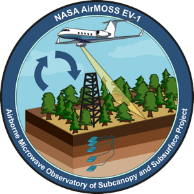 NASA AirMOSS EV-1
Airborne Microwave Observatory of Subcanopy and Subsurface Project